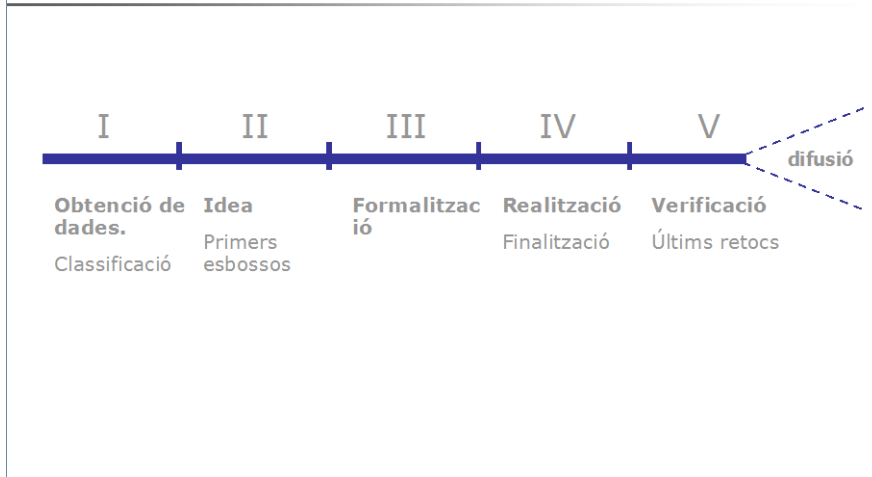 I
II
III
IV
V
difusió
Obtenció de
dades.
Classificació
Idea
Primers
esbossos
Formalitzac
ió
Realització
Finalització
Verificació
Últims retocs